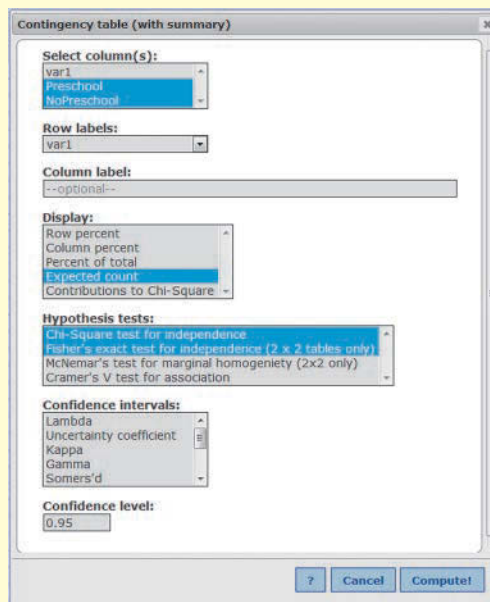 Contingency table (with summary)
Select column(s):
var1
Preschool
NoPreschool
Row labels:
var1
Column label:
--optional--
Display:
Row percent
Column percent
Percent of total
Expected count
Contributions to Chi-Square
Hypothesis tests:
Chi-Square test for independence
Fisher's exact test for independence (2 x 2 tables only)
McNemar's test for marginal homogeniety (2x2 only)
Cramer's V test for association
Confidence intervals:
Lambda
Uncertainty coefficient
Kappa
Gamma
Somers'd
Confidence level:
0.95
? Cancel Compute!